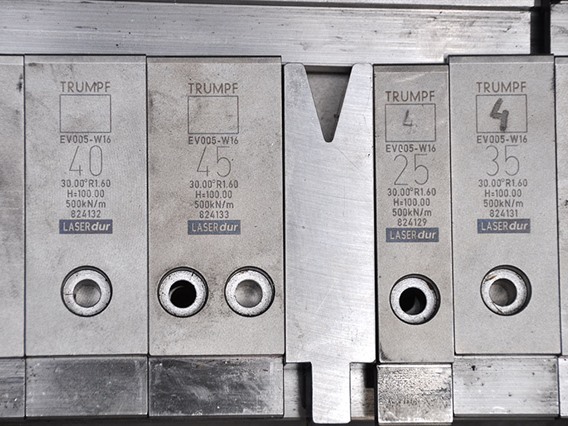 TRUMPF
EV005-W16
40
30.00°R1.60
H=100.00
500kN/m
824132
LASERdur
TRUMPF
EV005-W16
45
30.00°R1.60
H=100.00
500kN/m
824133
LASERdur
TRUMPF
4
EV005-W16
25
30.00°R1.60
H=100.00
500kN/m
824129
LASERdur
TRUMPF
4
EV005-W16
35
30.00°R1.60
H=100.00
500kN/m
824131
LASERdur